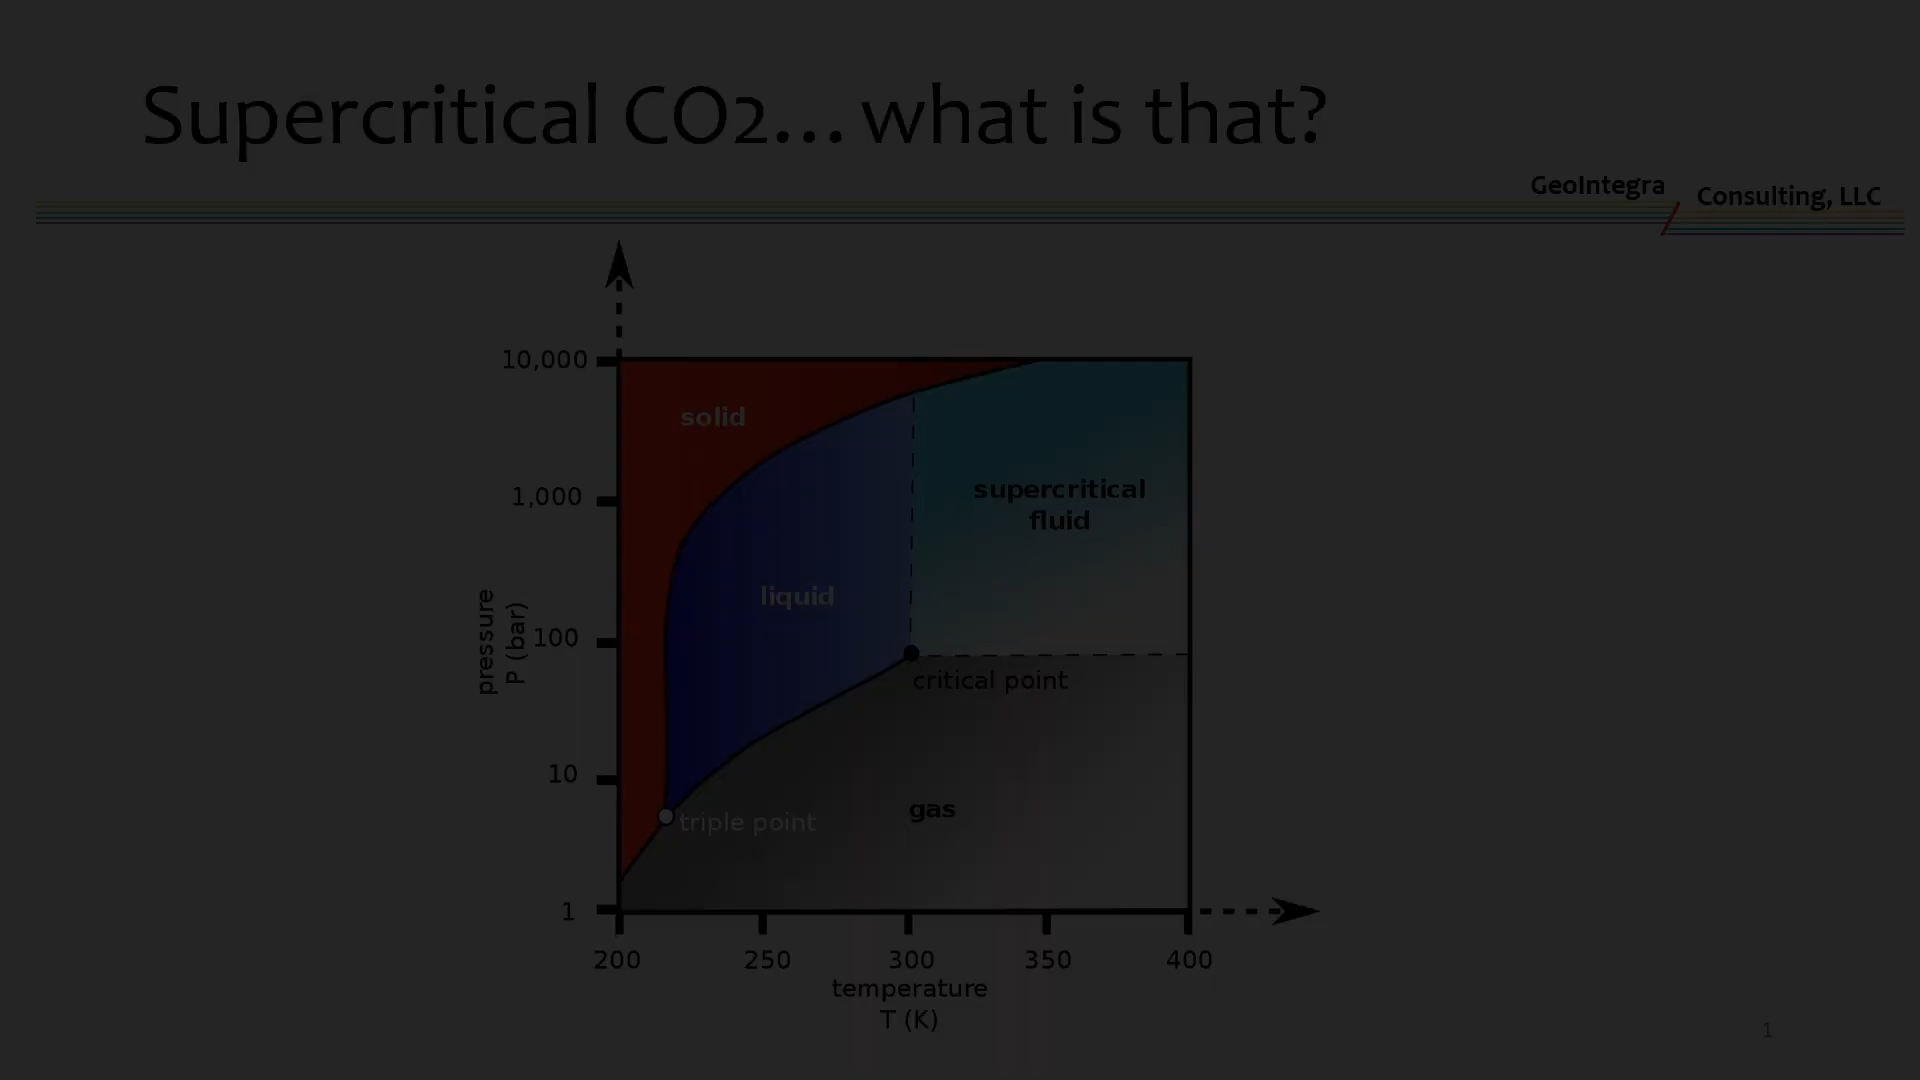 Supercritical CO2... what is that?
GeoIntegra
Consulting, LLC
10,000
solid
1,000
supercritical
fluid
liquid
pressure
P (bar)
100
critical point
10
gas
triple point
1
200
250
300
350
400
temperature
T (K)
1